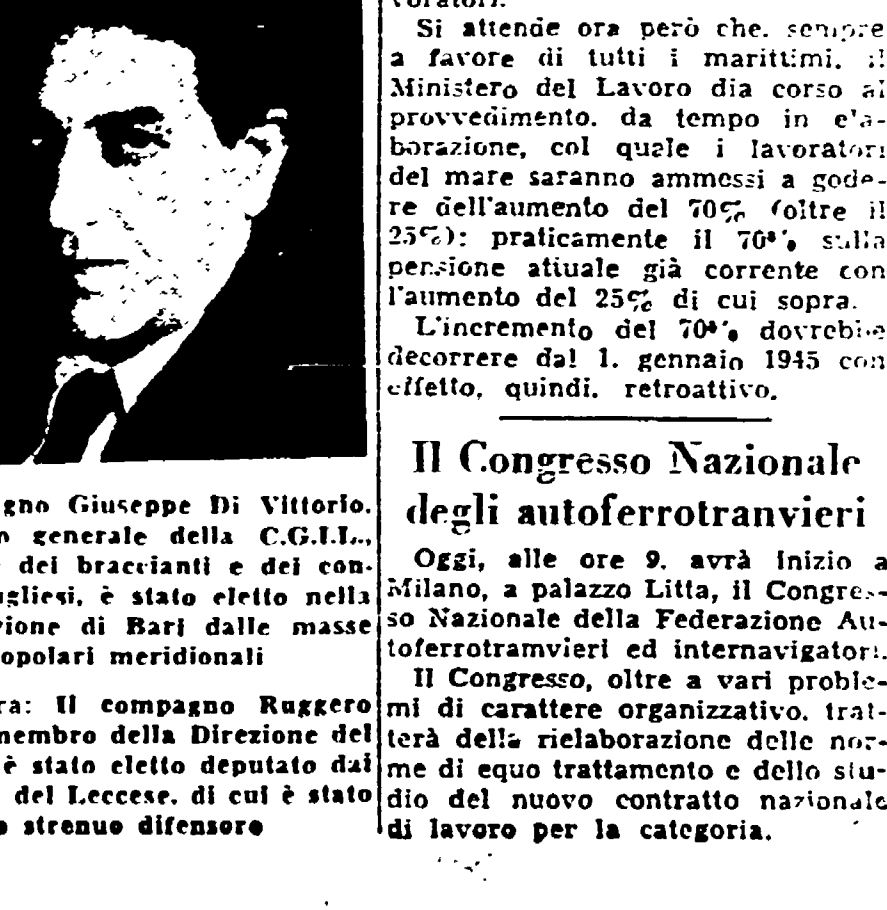 gno Giuseppe Di Vittorio.
o generale della C.G.I.L.,
dei braccianti e dei con-
gliesi, è stato eletto nella
ione di Bari dalle masse
opolari meridionali
ra: Il compagno Ruggero
membro della Direzione del
è stato eletto deputato dai
del Leccese, di cui è stato
o strenuo difensore
voratori.
Si attende ora però che, sempre
a favore di tutti i marittimi, il
Ministero del Lavoro dia corso al
provvedimento, da tempo in ela-
borazione, col quale i lavoratori
del mare saranno ammessi a gode-
re dell'aumento del 70% (oltre il
25%): praticamente il 70% sulla
pensione attuale già corrente con
l'aumento del 25% di cui sopra.
L'incremento del 70% dovrebbe
decorrere dal 1. gennaio 1945 con
effetto, quindi, retroattivo.
Il Congresso Nazionale
degli autoferrotranvieri
Oggi, alle ore 9, avrà inizio a
Milano, a palazzo Litta, il Congres-
so Nazionale della Federazione Au-
toferrotramvieri ed internavigatori.
Il Congresso, oltre a vari proble-
mi di carattere organizzativo, trat-
terà della rielaborazione delle nor-
me di equo trattamento e dello stu-
dio del nuovo contratto nazionale
di lavoro per la categoria.